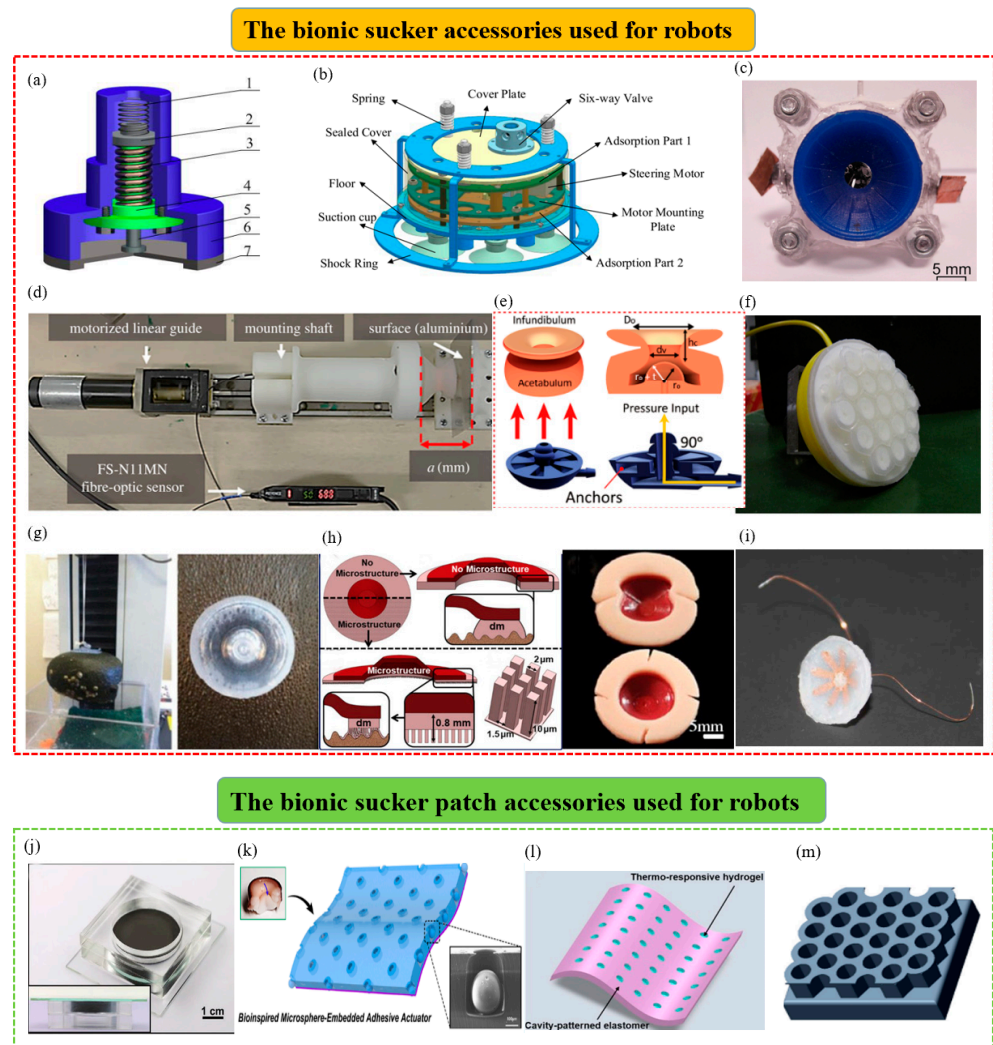 The bionic sucker accessories used for robots
(a)
1
2
3
4
5
6
7
(b)
Spring
Cover Plate
Six-way Valve
Sealed Cover
Adsorption Part 1
Floor
Steering Motor
Suction cup
Motor Mounting
Plate
Shock Ring
Adsorption Part 2
(c)
5 mm
(d)
motorized linear guide
mounting shaft
surface (aluminium)
FS-N11MN
fibre-optic sensor
a (mm)
(e)
Infundibulum
Acetabulum
D₀
dv
hc
Pressure Input
90°
Anchors
(f)
(g)
(h)
No
Microstructure
Microstructure
No Microstructure
dm
Microstructure
dm
0.8 mm
2μm
1.5μm
10μm
5mm
(i)
The bionic sucker patch accessories used for robots
(j)
1 cm
(k)
Bioinspired Microsphere-Embedded Adhesive Actuator
(l)
Thermo-responsive hydrogel
Cavity-patterned elastomer
(m)